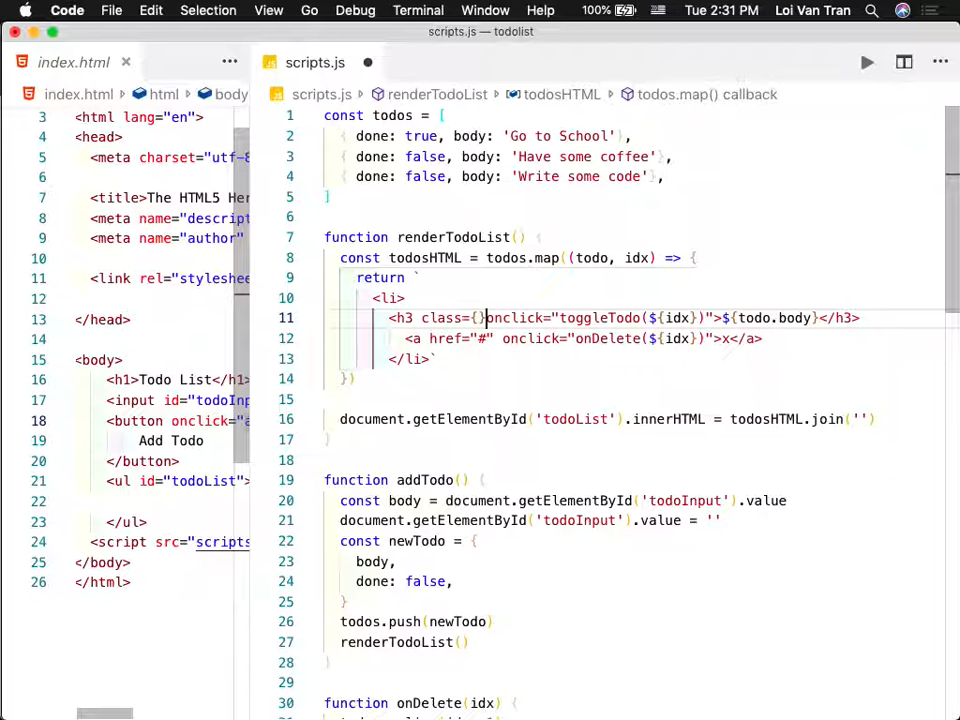 Code File Edit Selection View Go Debug Terminal Window Help 100% Tue 2:31 PM Loi Van Tran
scripts.js — todolist
index.html
scripts.js
index.html html body
scripts.js renderTodoList todosHTML todos.map() callback
3 <html lang="en">
4 <head>
5 <meta charset="utf-8
6
7 <title>The HTML5 Her
8 <meta name="descript
9 <meta name="author"
10
11 <link rel="styleshee
12
13 </head>
14
15 <body>
16 <h1>Todo List</h1>
17 <input id="todoInp
18 <button onclick="a
19 Add Todo
20 </button>
21 <ul id="todoList">
22
23 </ul>
24 <script src="scripts
25 </body>
26 </html>
1 const todos = [
2 { done: true, body: 'Go to School'},
3 { done: false, body: 'Have some coffee'},
4 { done: false, body: 'Write some code'},
5 ]
6
7 function renderTodoList() {
8 const todosHTML = todos.map((todo, idx) => {
9 return `
10 <li>
11 <h3 class={}onclick="toggleTodo(${idx})">${todo.body}</h3>
12 <a href="#" onclick="onDelete(${idx})">x</a>
13 </li>`
14 })
15
16 document.getElementById('todoList').innerHTML = todosHTML.join('')
17 }
18
19 function addTodo() {
20 const body = document.getElementById('todoInput').value
21 document.getElementById('todoInput').value = ''
22 const newTodo = {
23 body,
24 done: false,
25 }
26 todos.push(newTodo)
27 renderTodoList()
28 }
29
30 function onDelete(idx) {